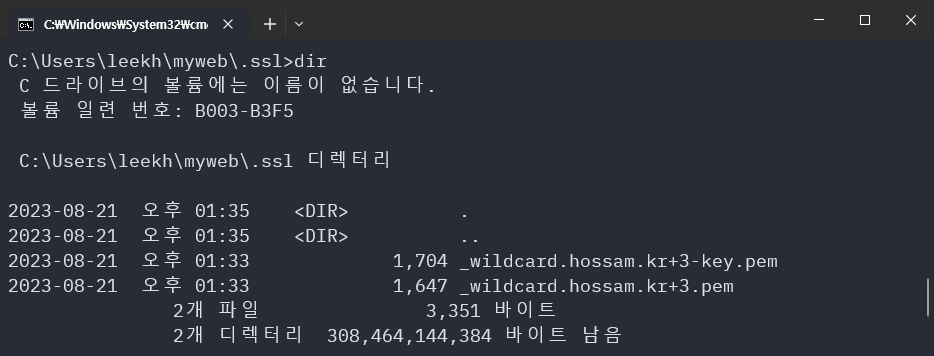 C:₩Windows₩System32₩cmd
C:\Users\leekh\myweb\.ssl>dir
 C 드라이브의 볼륨에는 이름이 없습니다.
 볼륨 일련 번호: B003-B3F5
 C:\Users\leekh\myweb\.ssl 디렉터리
2023-08-21  오후 01:35    <DIR>          .
2023-08-21  오후 01:35    <DIR>          ..
2023-08-21  오후 01:33             1,704 _wildcard.hossam.kr+3-key.pem
2023-08-21  오후 01:33             1,647 _wildcard.hossam.kr+3.pem
               2개 파일               3,351 바이트
               2개 디렉터리  308,464,144,384 바이트 남음